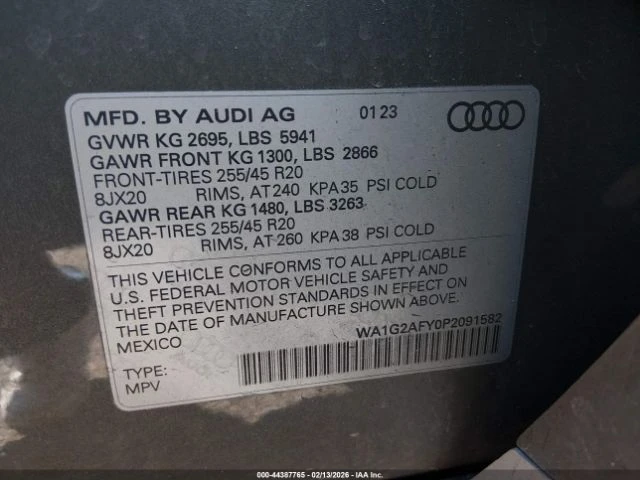 MFD. BY AUDI AG 01 23
GVWR KG 2695, LBS 5941
GAWR FRONT KG 1300, LBS 2866
FRONT-TIRES 255/45 R20
8JX20 RIMS, AT 240 KPA 35 PSI COLD
GAWR REAR KG 1480, LBS 3263
REAR-TIRES 255/45 R20
8JX20 RIMS, AT 260 KPA 38 PSI COLD
THIS VEHICLE CONFORMS TO ALL APPLICABLE
U.S. FEDERAL MOTOR VEHICLE SAFETY AND
THEFT PREVENTION STANDARDS IN EFFECT ON
THE DATE OF MANUFACTURE SHOWN ABOVE.
MEXICO
WA1G2AFY0P2091582
TYPE:
MPV
000-44387765 - 02/13/2026 - IAA Inc.